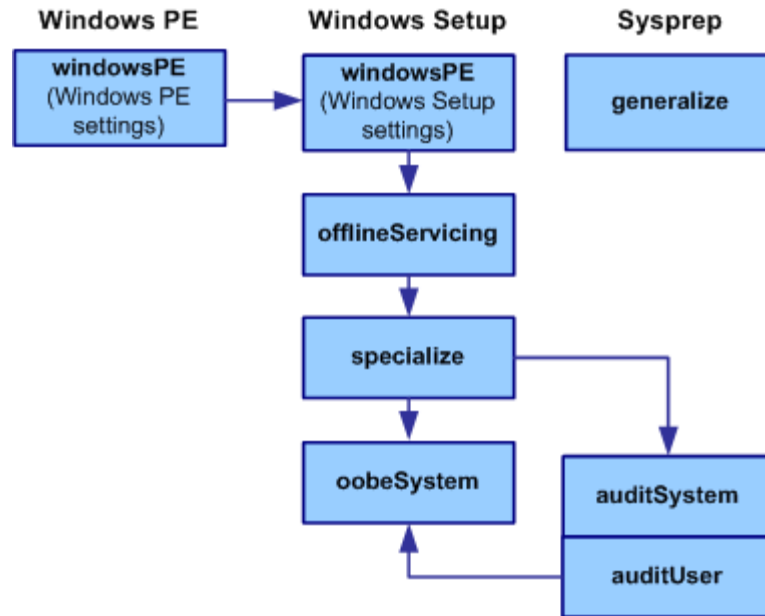 Windows PE
Windows Setup
Sysprep
windowsPE
(Windows PE
settings)
windowsPE
(Windows Setup
settings)
generalize
offlineServicing
specialize
oobeSystem
auditSystem
auditUser